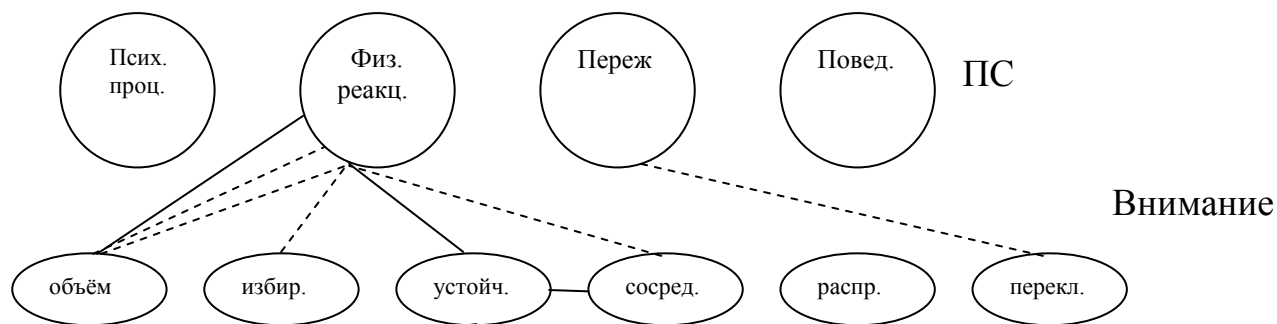 Псих.
проц.
Физ.
реакц.
Переж
Повед.
ПС
Внимание
объём
избир.
устойч.
сосред.
распр.
перекл.